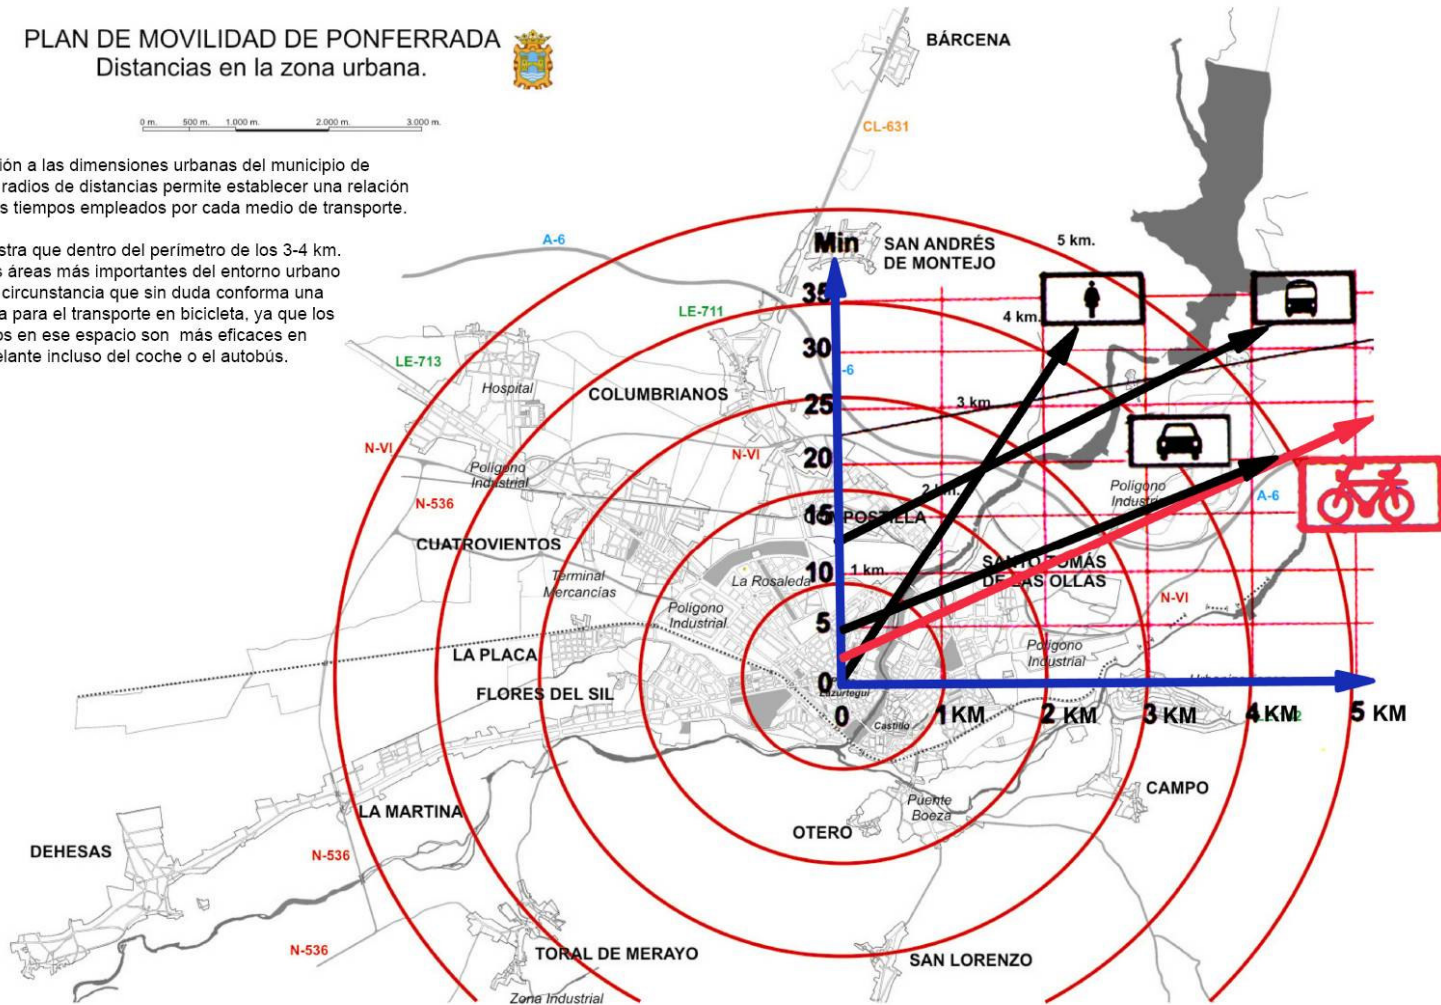 PLAN DE MOVILIDAD DE PONFERRADA
Distancias en la zona urbana.
0 m. 500 m. 1.000 m. 2.000 m. 3.000 m.
ión a las dimensiones urbanas del municipio de
radios de distancias permite establecer una relación
s tiempos empleados por cada medio de transporte.
stra que dentro del perímetro de los 3-4 km.
s áreas más importantes del entorno urbano
circunstancia que sin duda conforma una
a para el transporte en bicicleta, ya que los
os en ese espacio son más eficaces en
elante incluso del coche o el autobús.
BÁRCENA
CL-631
A-6
SAN ANDRÉS
DE MONTEJO
5 km.
Min
35
4 km.
LE-711
30
-6
LE-713
Hospital
COLUMBRIANOS
25
3 km
N-VI
N-VI
20
Polígono
Industrial
Polígono
Industrial
A-6
N-536
2 km.
15
POSTILLA
CUATROVIENTOS
SANTO TOMÁS
DE LAS OLLAS
10
1 km.
La Rosaleda
Terminal
Mercancías
N-VI
Polígono
Industrial
5
Polígono
Industrial
LA PLACA
0
FLORES DEL SIL
Lazurtegui
0 1 KM 2 KM 3 KM 4 KM 5 KM
Castillo
CAMPO
Puente
Boeza
LA MARTINA
OTERO
DEHESAS
N-536
N-536
TORAL DE MERAYO
SAN LORENZO
Zona Industrial